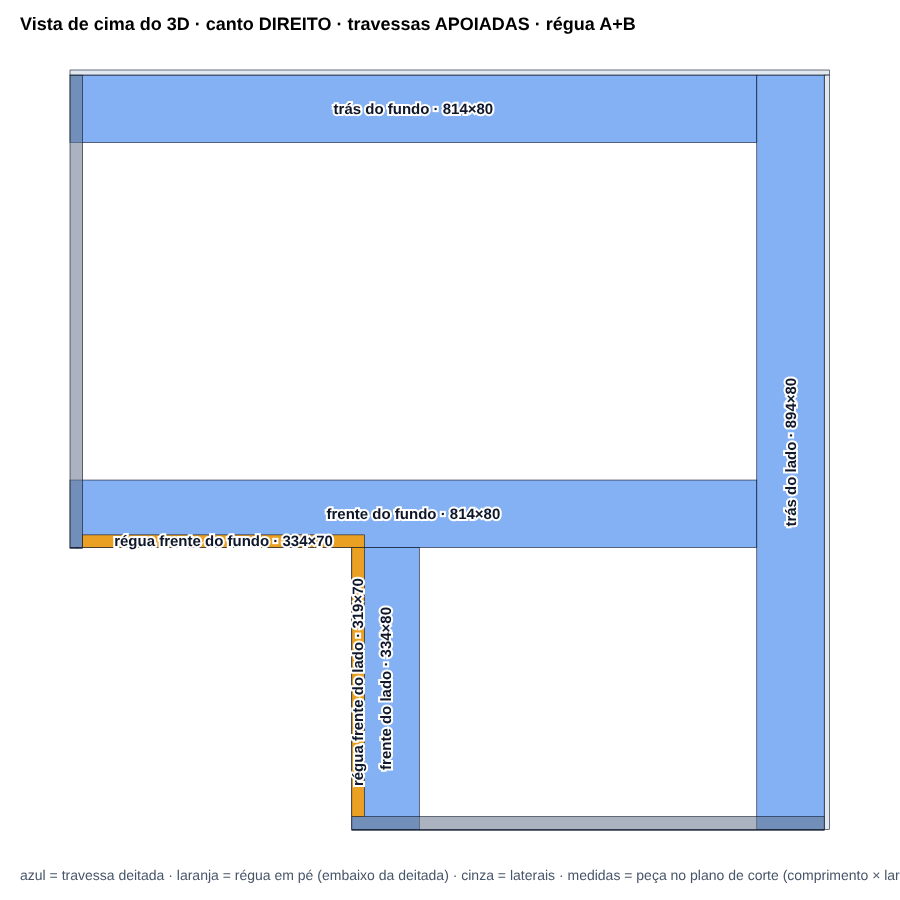 Vista de cima do 3D · canto DIREITO · travessas APOIADAS · régua A+B
trás do fundo · 814×80
trás do lado · 894×80
frente do fundo · 814×80
régua frente do fundo · 334×70
régua frente do lado · 319×70
frente do lado · 334×80
azul = travessa deitada · laranja = régua em pé (embaixo da deitada) · cinza = laterais · medidas = peça no plano de corte (comprimento × lar